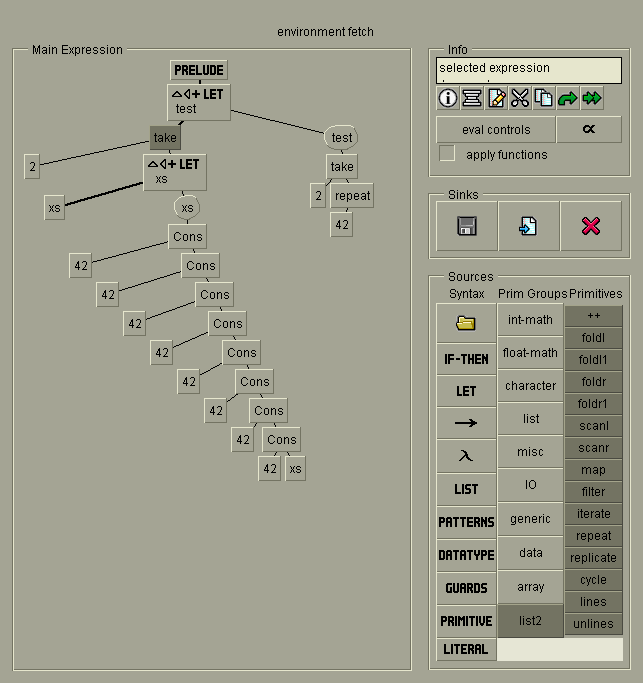 environment fetch
Main Expression
PRELUDE
LET
test
take
test
2
LET
xs
take
xs
xs
2
repeat
Cons
42
42
Cons
42
Cons
42
Cons
42
Cons
42
Cons
42
Cons
42
Cons
42
42
xs
Info
selected expression
eval controls
∝
apply functions
Sinks
Sources
Syntax Prim Groups Primitives
IF-THEN
LET
→
λ
LIST
PATTERNS
DATATYPE
GUARDS
PRIMITIVE
LITERAL
int-math
float-math
character
list
misc
IO
generic
data
array
list2
++
foldl
foldl1
foldr
foldr1
scanl
scanr
map
filter
iterate
repeat
replicate
cycle
lines
unlines